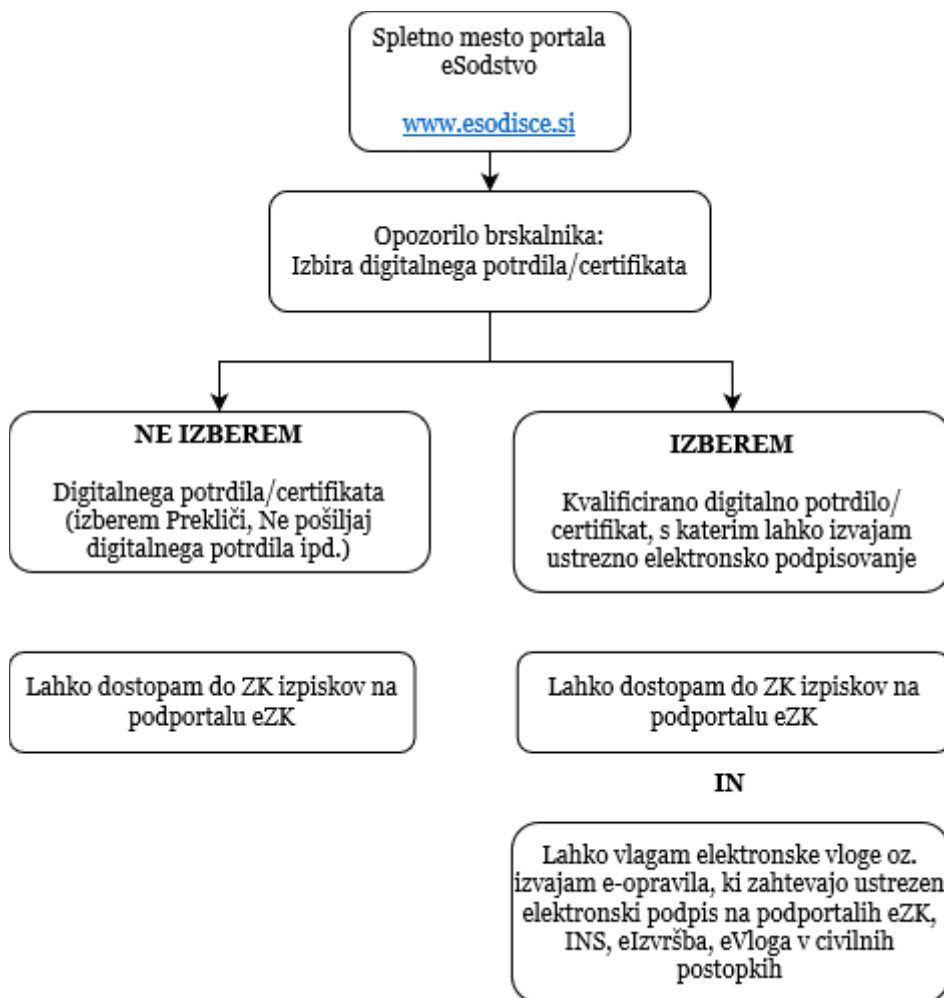 Spletno mesto portala
eSodstvo
www.esodisce.si
Opozorilo brskalnika:
Izbira digitalnega potrdila/certifikata
NE IZBEREM
Digitalnega potrdila/certifikata
(izberem Prekliči, Ne pošiljaj
digitalnega potrdila ipd.)
IZBEREM
Kvalificirano digitalno potrdilo/
certifikat, s katerim lahko izvajam
ustrezno elektronsko podpisovanje
Lahko dostopam do ZK izpiskov na
podportalu eZK
Lahko dostopam do ZK izpiskov na
podportalu eZK
IN
Lahko vlagam elektronske vloge oz.
izvajam e-opravila, ki zahtevajo ustrezen
elektronski podpis na podportalih eZK,
INS, eIzvršba, eVloga v civilnih
postopkih